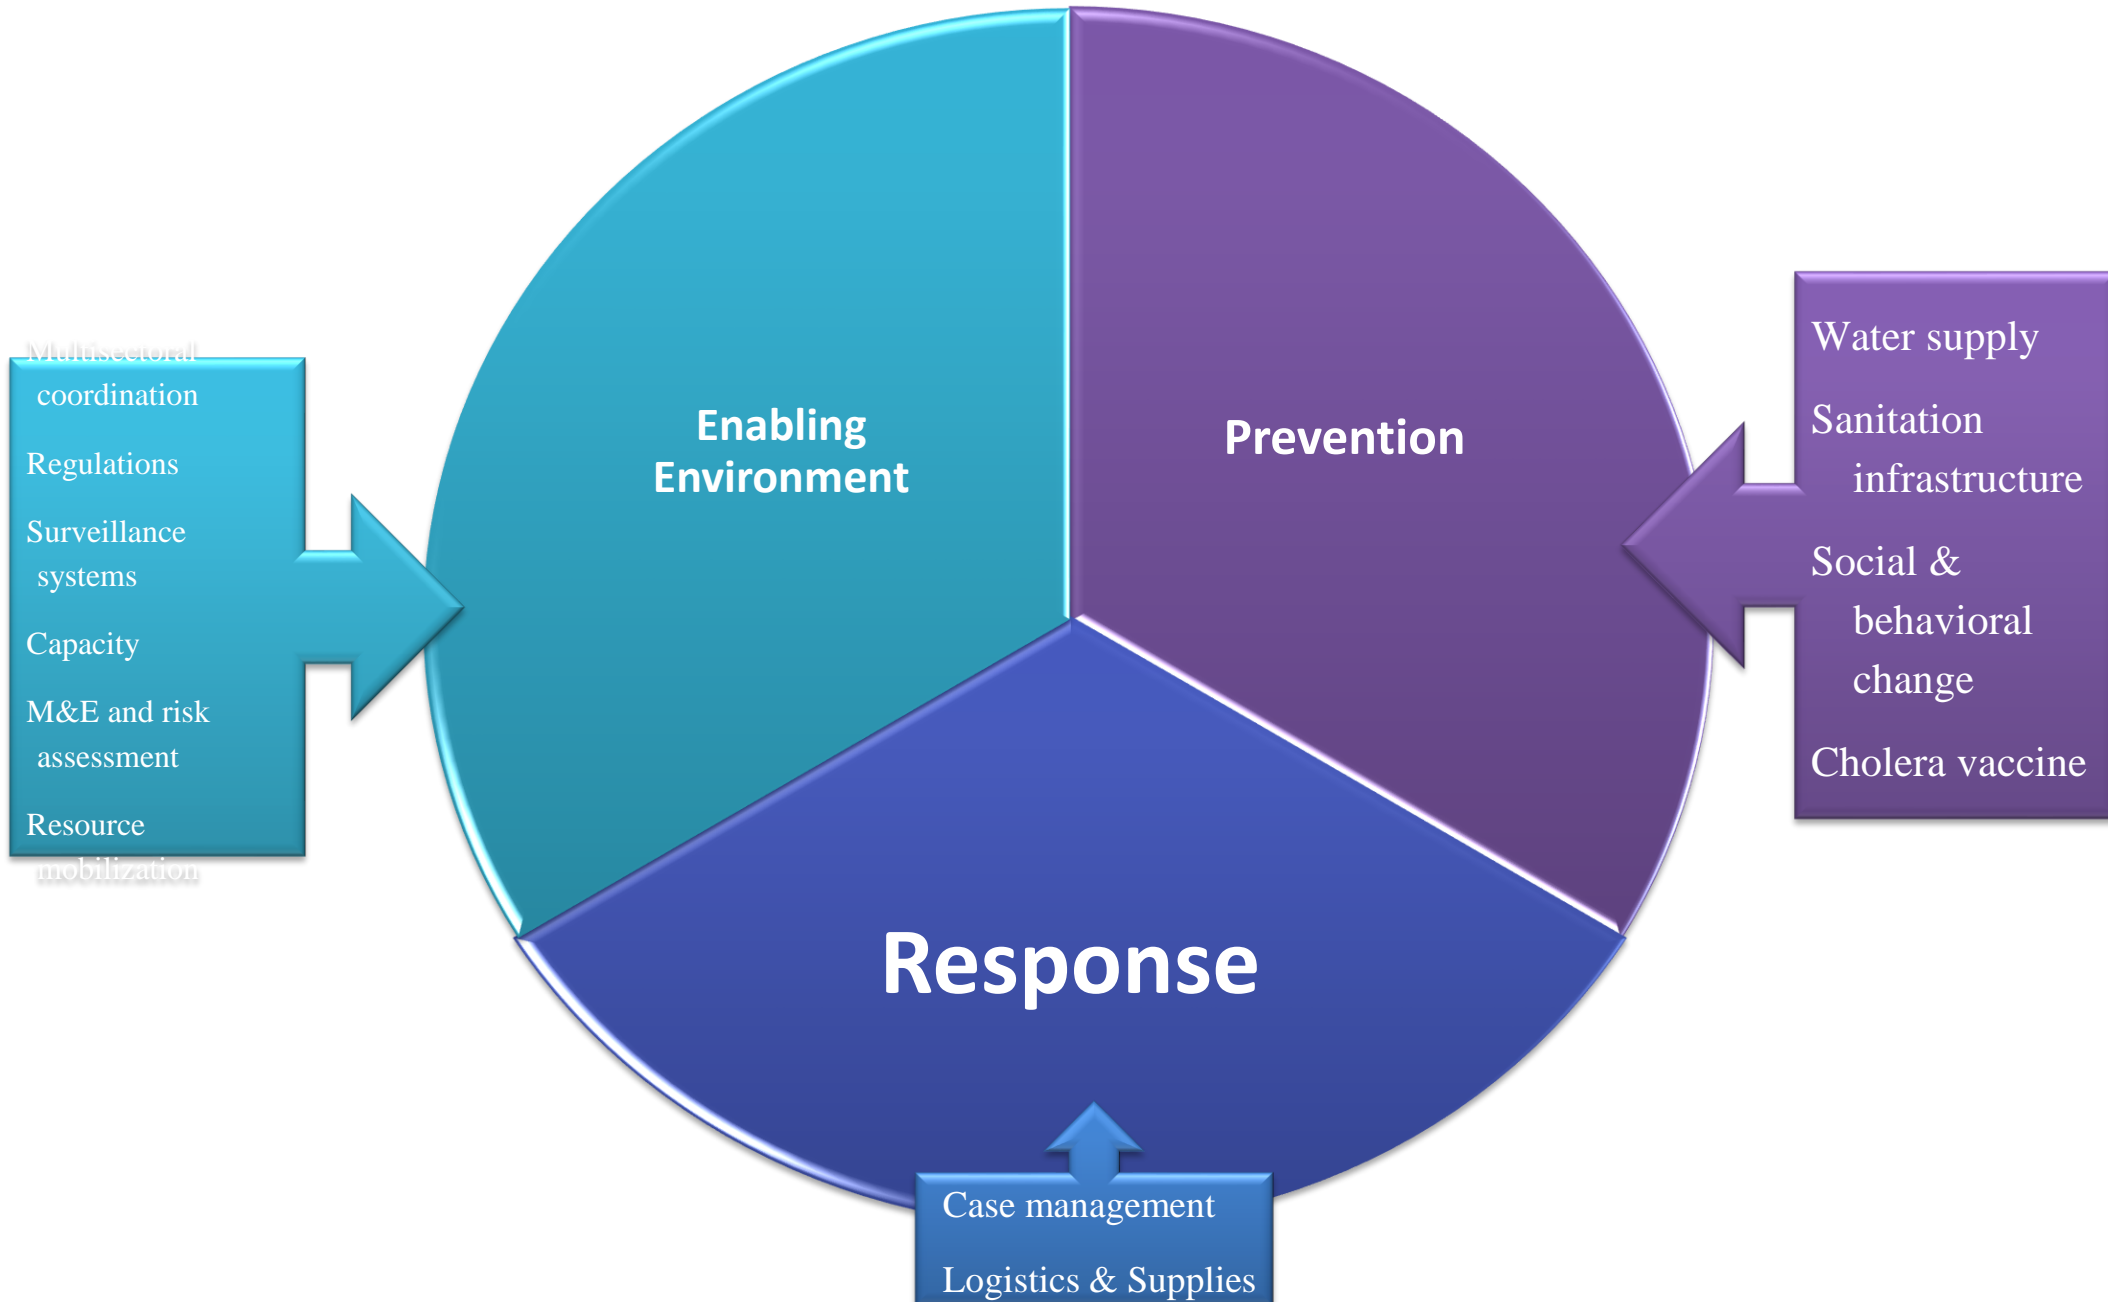 Enabling
Environment
Prevention
Response
Multisectoral
coordination
Regulations
Surveillance
systems
Capacity
M&E and risk
assessment
Resource
mobilization
Water supply
Sanitation
infrastructure
Social &
behavioral
change
Cholera vaccine
Case management
Logistics & Supplies